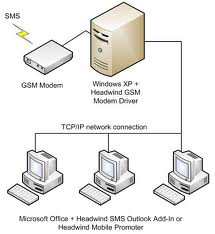 SMS
GSM Modem
Windows XP +
Headwind GSM
Modem Driver
TCP/IP network connection
Microsoft Office + Headwind SMS Outlook Add-In or
Headwind Mobile Promoter